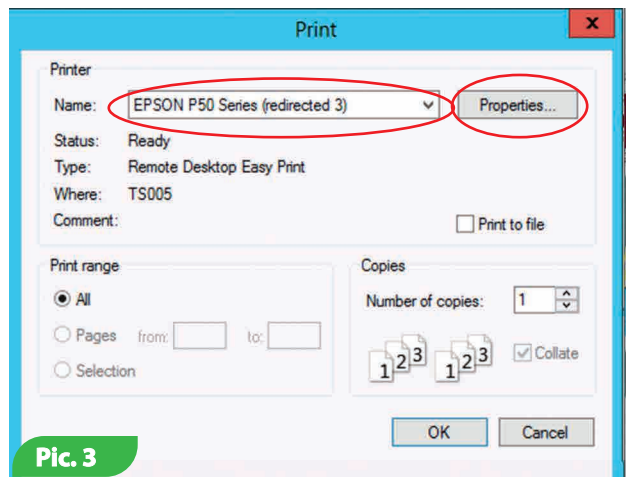 Print
x
Printer
Name: EPSON P50 Series (redirected 3) Properties...
Status: Ready
Type: Remote Desktop Easy Print
Where: TS005
Comment: Print to file
Print range Copies
All Number of copies: 1
Pages from: to:
1 2 3 1 2 3 Collate
Selection
OK Cancel
Pic. 3